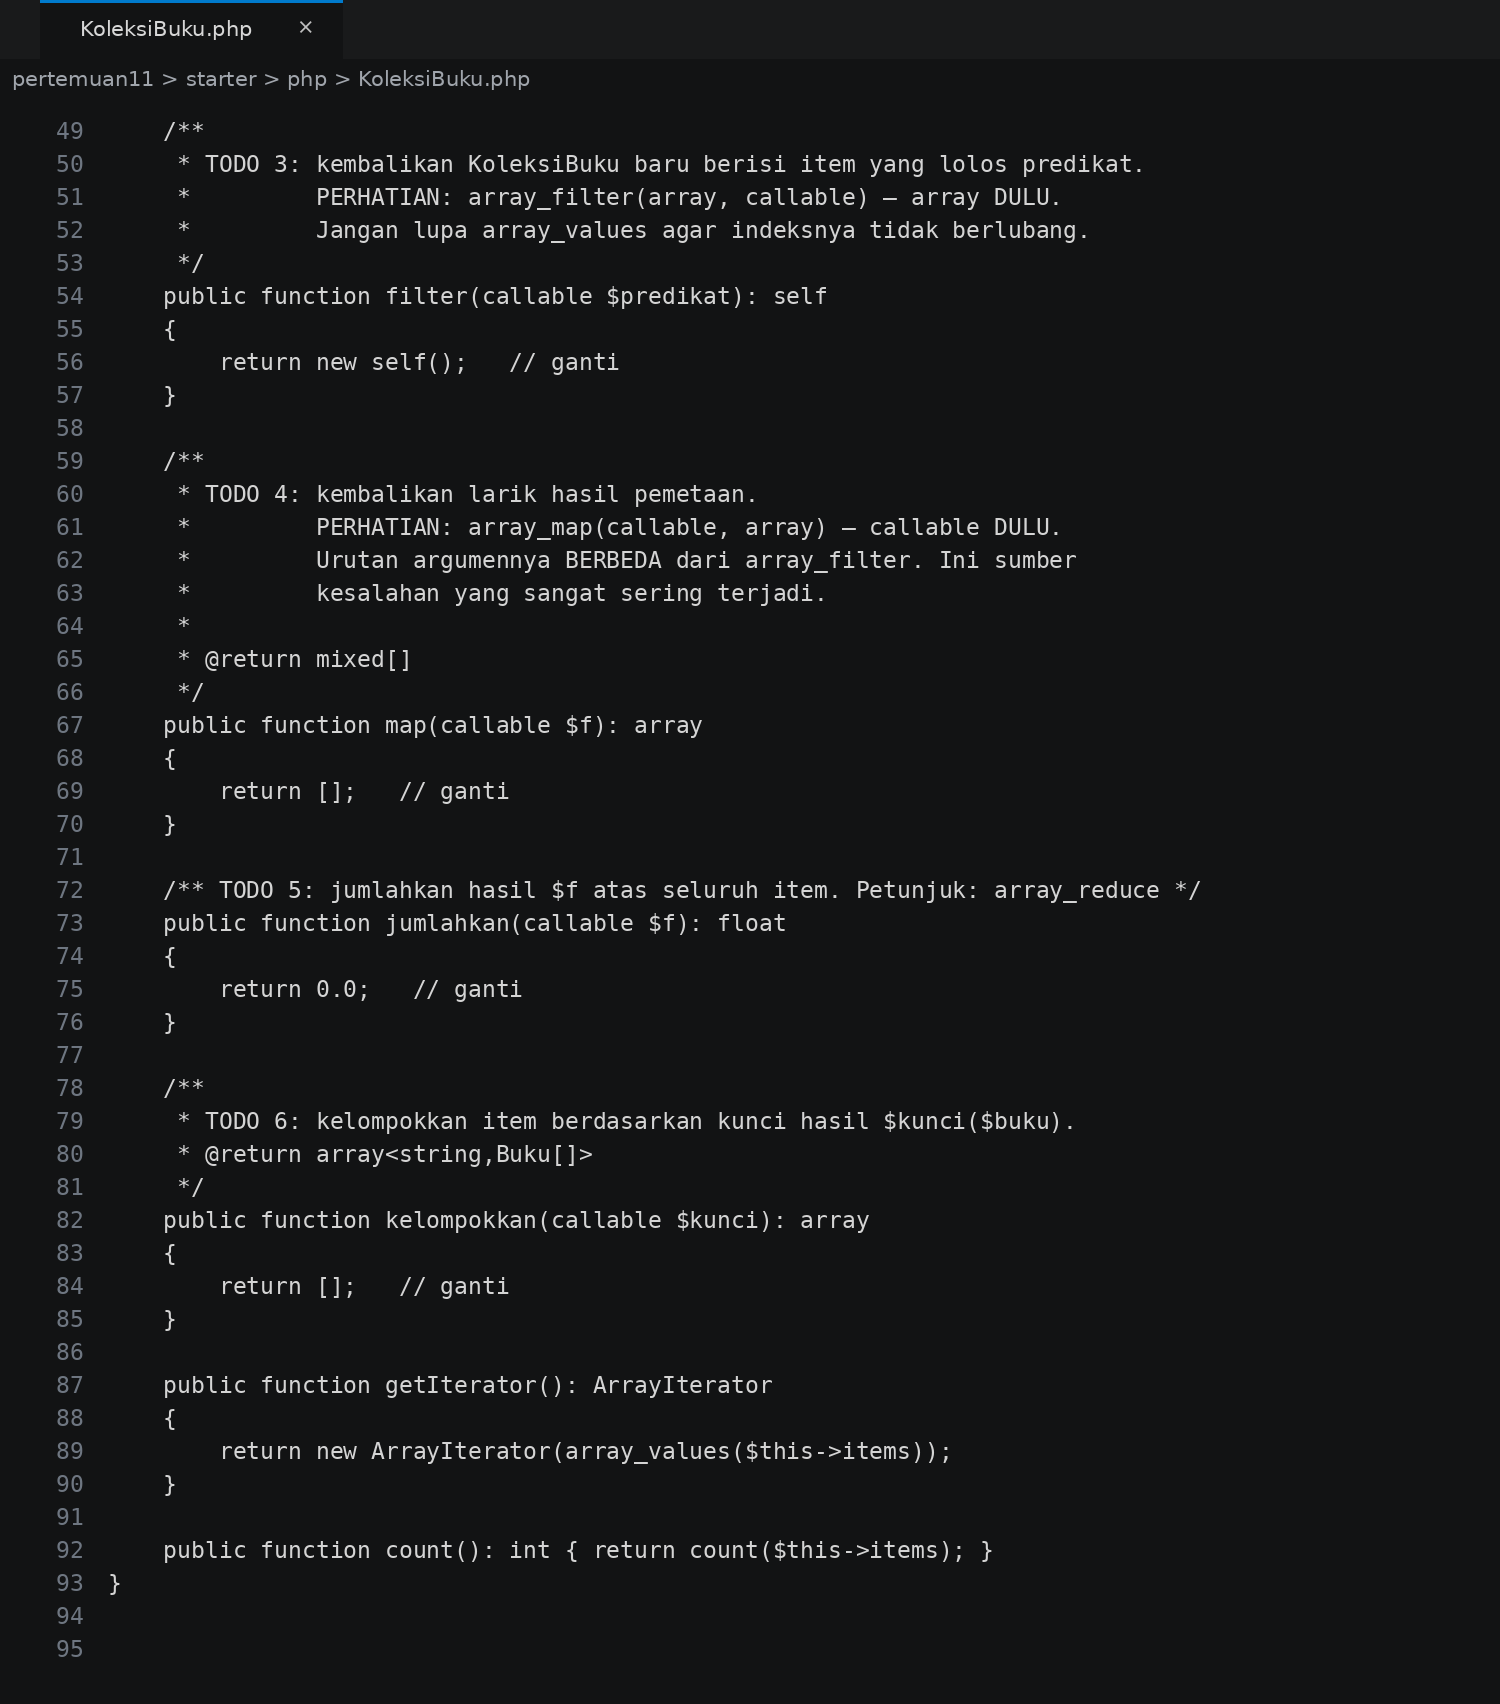 KoleksiBuku.php ×
pertemuan11 > starter > php > KoleksiBuku.php
49 /**
50 * TODO 3: kembalikan KoleksiBuku baru berisi item yang lolos predikat.
51 * PERHATIAN: array_filter(array, callable) — array DULU.
52 * Jangan lupa array_values agar indeksnya tidak berlubang.
53 */
54 public function filter(callable $predikat): self
55 {
56 return new self(); // ganti
57 }
58
59 /**
60 * TODO 4: kembalikan larik hasil pemetaan.
61 * PERHATIAN: array_map(callable, array) — callable DULU.
62 * Urutan argumennya BERBEDA dari array_filter. Ini sumber
63 * kesalahan yang sangat sering terjadi.
64 *
65 * @return mixed[]
66 */
67 public function map(callable $f): array
68 {
69 return []; // ganti
70 }
71
72 /** TODO 5: jumlahkan hasil $f atas seluruh item. Petunjuk: array_reduce */
73 public function jumlahkan(callable $f): float
74 {
75 return 0.0; // ganti
76 }
77
78 /**
79 * TODO 6: kelompokkan item berdasarkan kunci hasil $kunci($buku).
80 * @return array<string,Buku[]>
81 */
82 public function kelompokkan(callable $kunci): array
83 {
84 return []; // ganti
85 }
86
87 public function getIterator(): ArrayIterator
88 {
89 return new ArrayIterator(array_values($this->items));
90 }
91
92 public function count(): int { return count($this->items); }
93 }
94
95